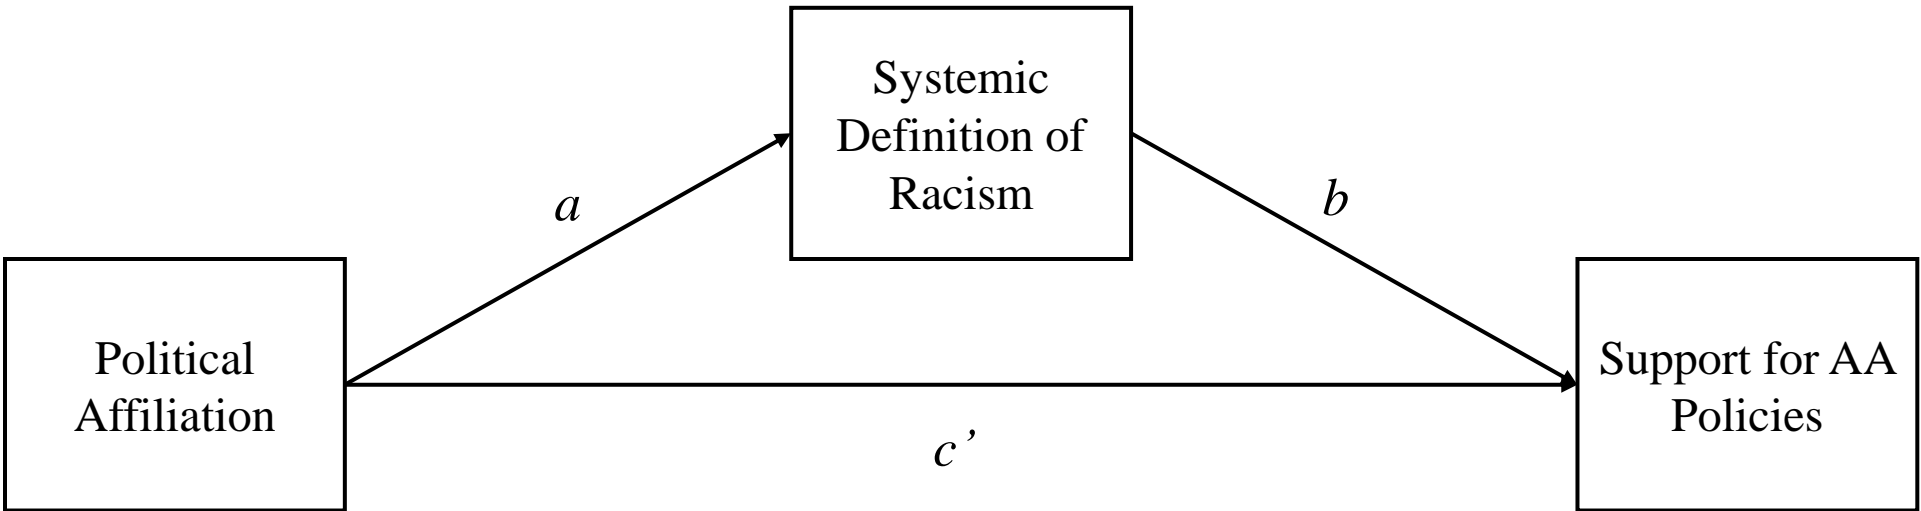 Systemic
Definition of
Racism
a
b
Political
Affiliation
Support for AA
Policies
c’